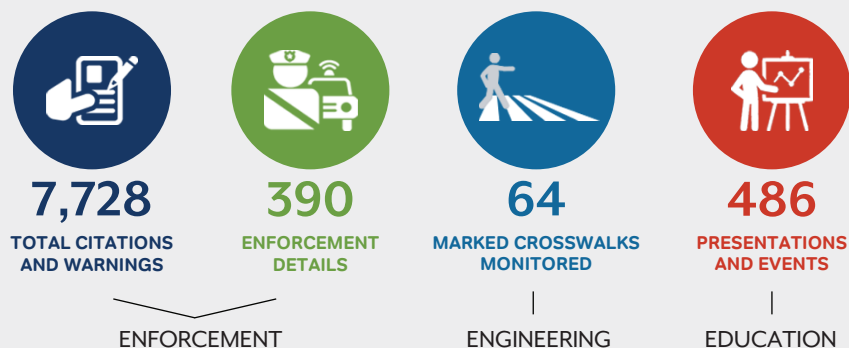 7,728
TOTAL CITATIONS
AND WARNINGS
390
ENFORCEMENT
DETAILS
64
MARKED CROSSWALKS
MONITORED
486
PRESENTATIONS
AND EVENTS
ENFORCEMENT
ENGINEERING
EDUCATION